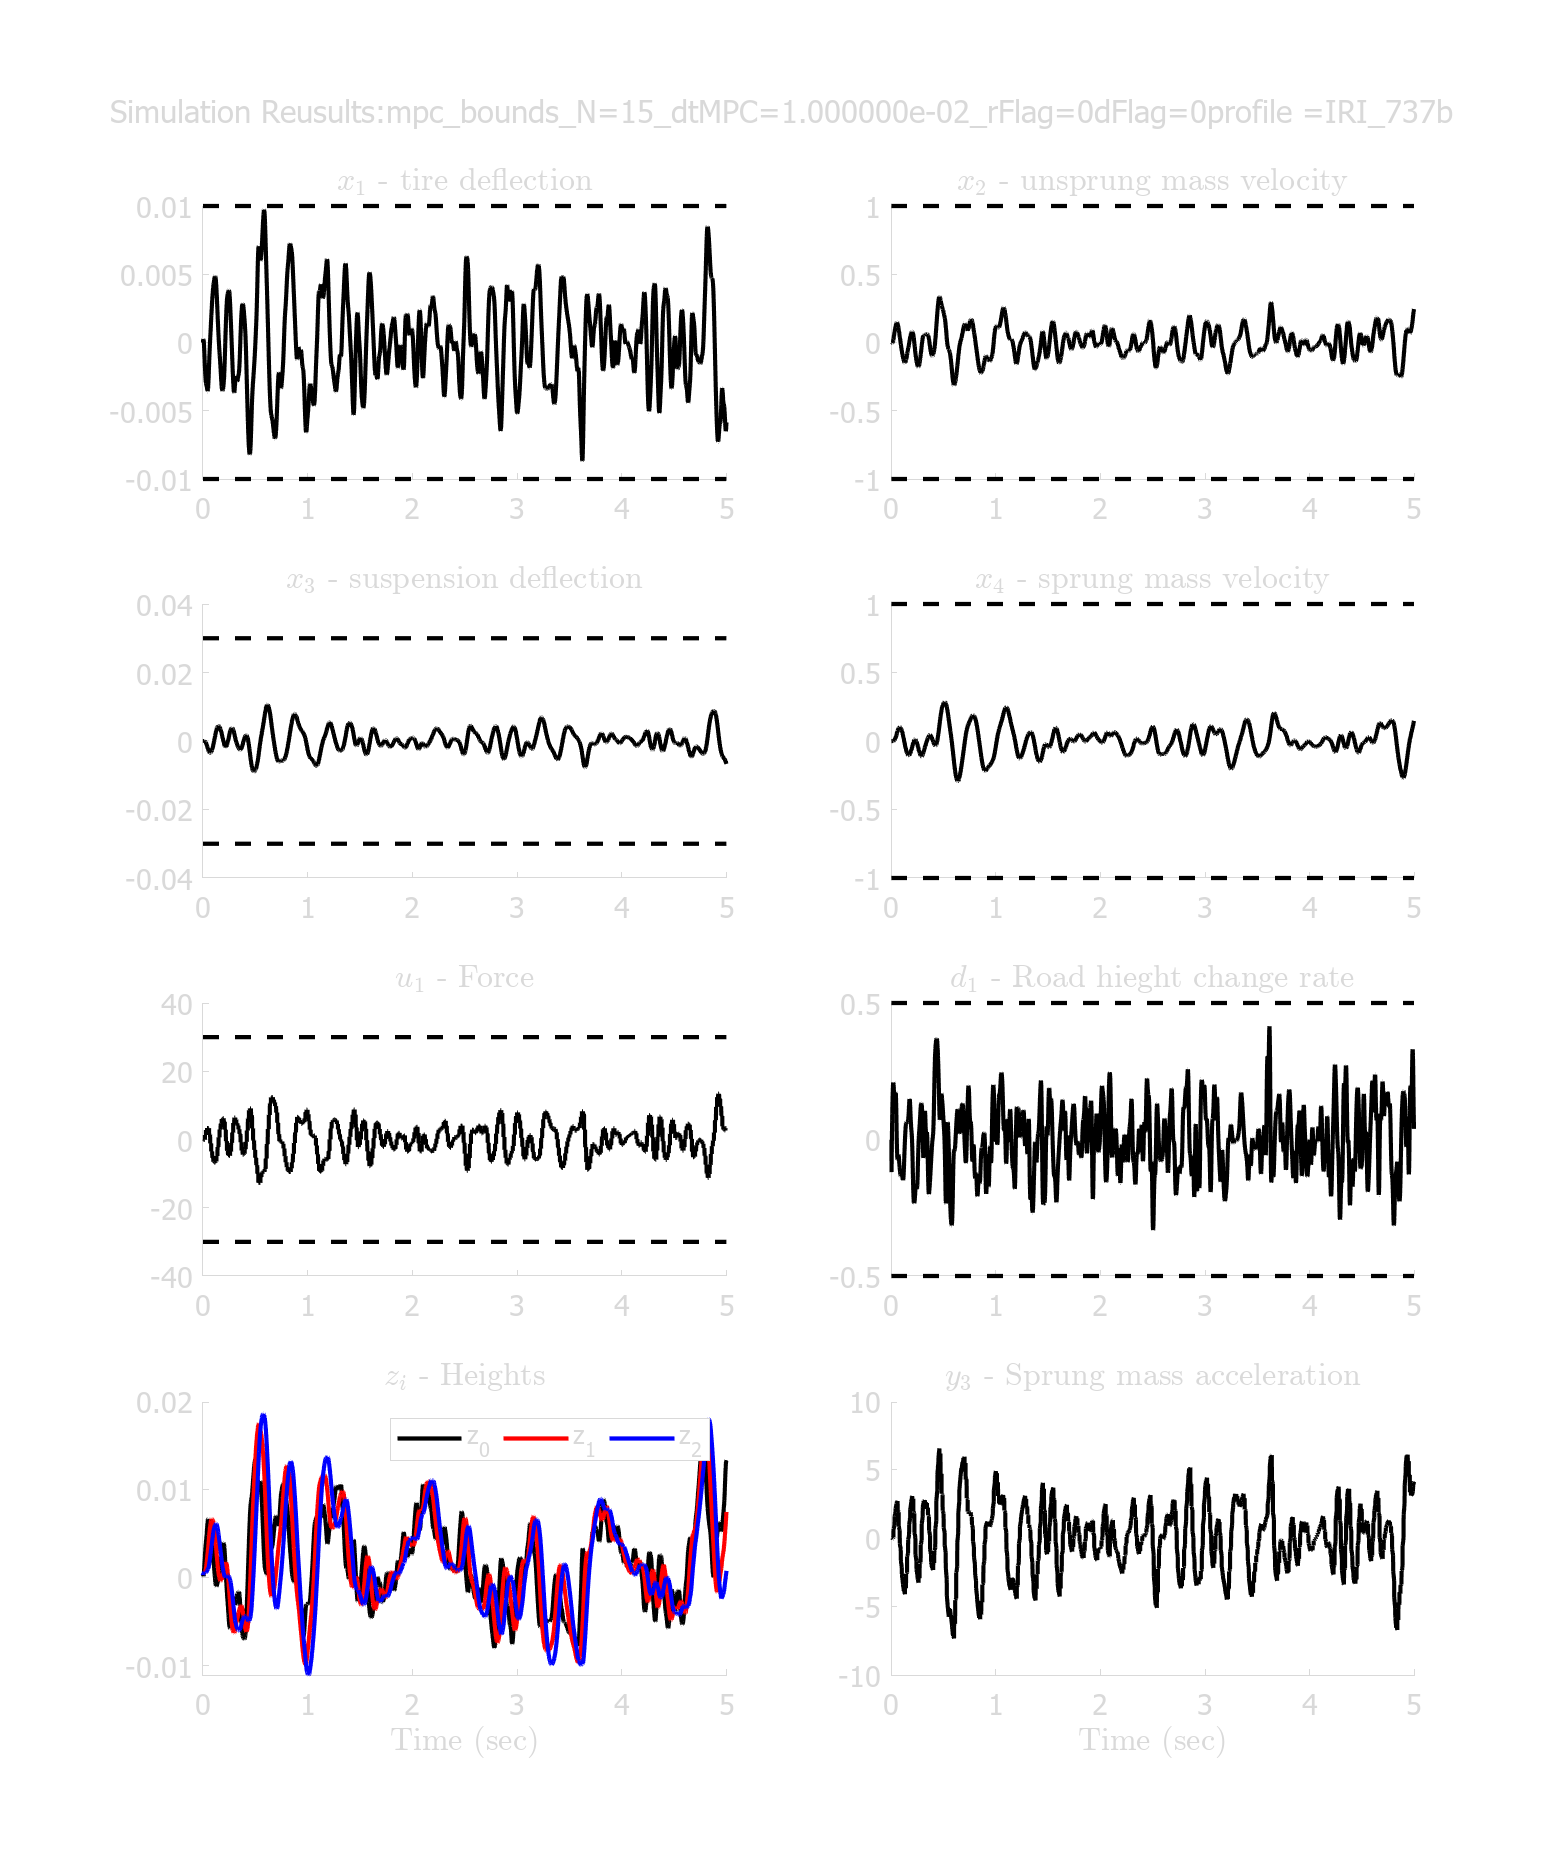 Simulation Reusults:mpc_bounds_N=15_dtMPC=1.000000e-02_rFlag=0dFlag=0profile =IRI_737b
x₁ - tire deflection
0.01
0.005
0
-0.005
-0.01
0 1 2 3 4 5
x₂ - unsprung mass velocity
1
0.5
0
-0.5
-1
0 1 2 3 4 5
x₃ - suspension deflection
0.04
0.02
0
-0.02
-0.04
0 1 2 3 4 5
x₄ - sprung mass velocity
1
0.5
0
-0.5
-1
0 1 2 3 4 5
u₁ - Force
40
20
0
-20
-40
0 1 2 3 4 5
d₁ - Road hieght change rate
0.5
0
-0.5
0 1 2 3 4 5
zᵢ - Heights
0.02
0.01
0
-0.01
z₀ z₁ z₂
0 1 2 3 4 5
Time (sec)
y₃ - Sprung mass acceleration
10
5
0
-5
-10
0 1 2 3 4 5
Time (sec)